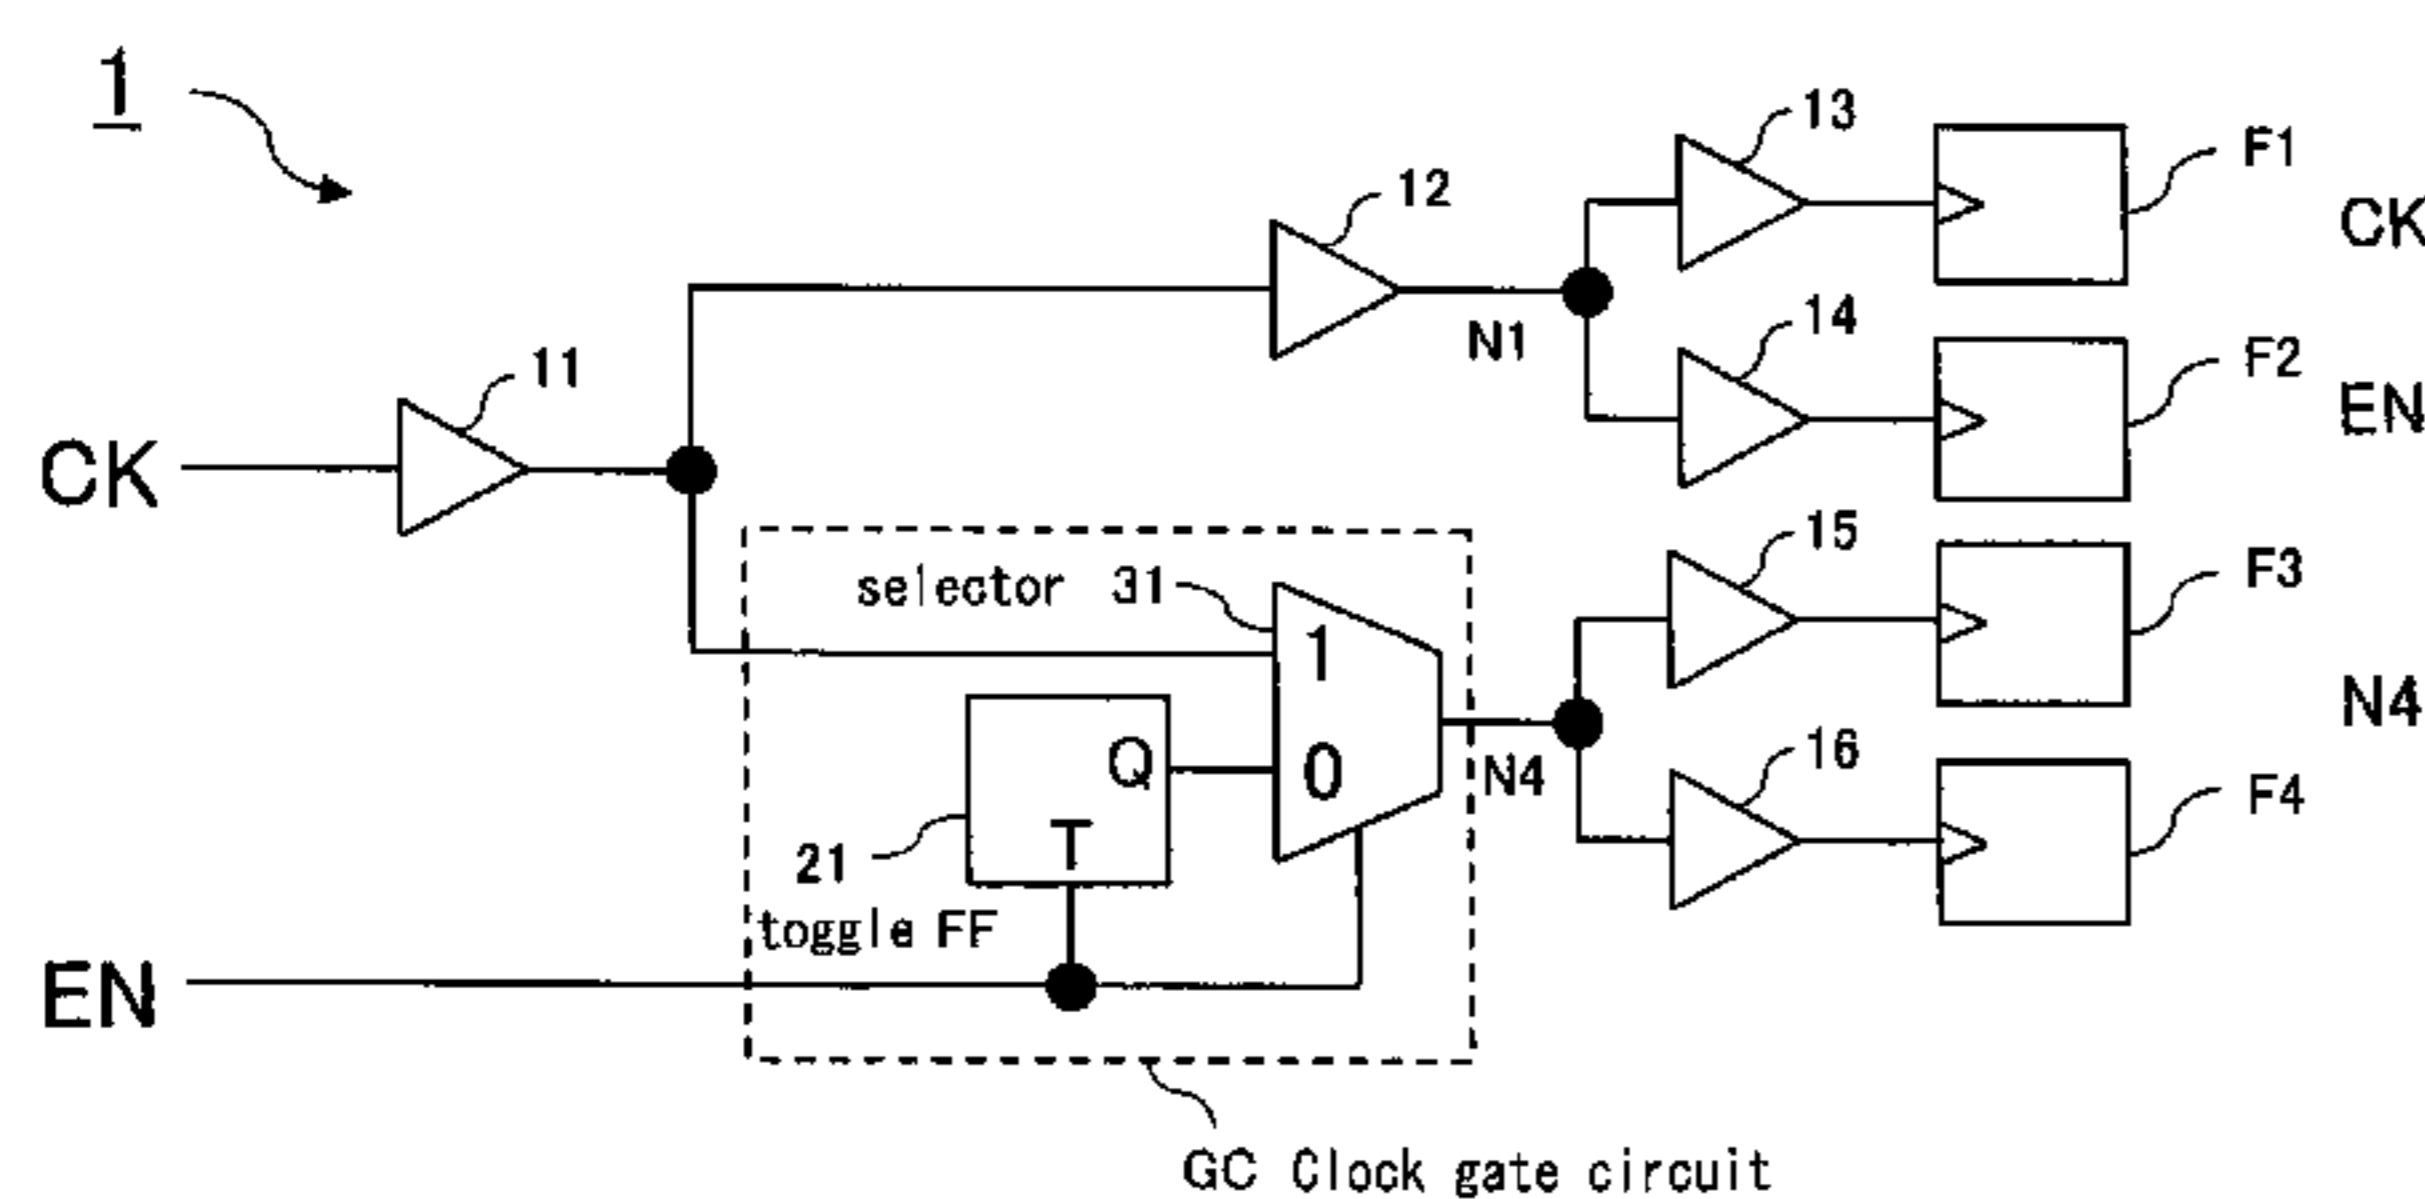 1
13
F1
12
CK
N1
14
F2
11
EN
CK
15
F3
selector 31
1
N4
Q
0
16
N4
F4
21
T
toggle FF
EN
GC Clock gate circuit